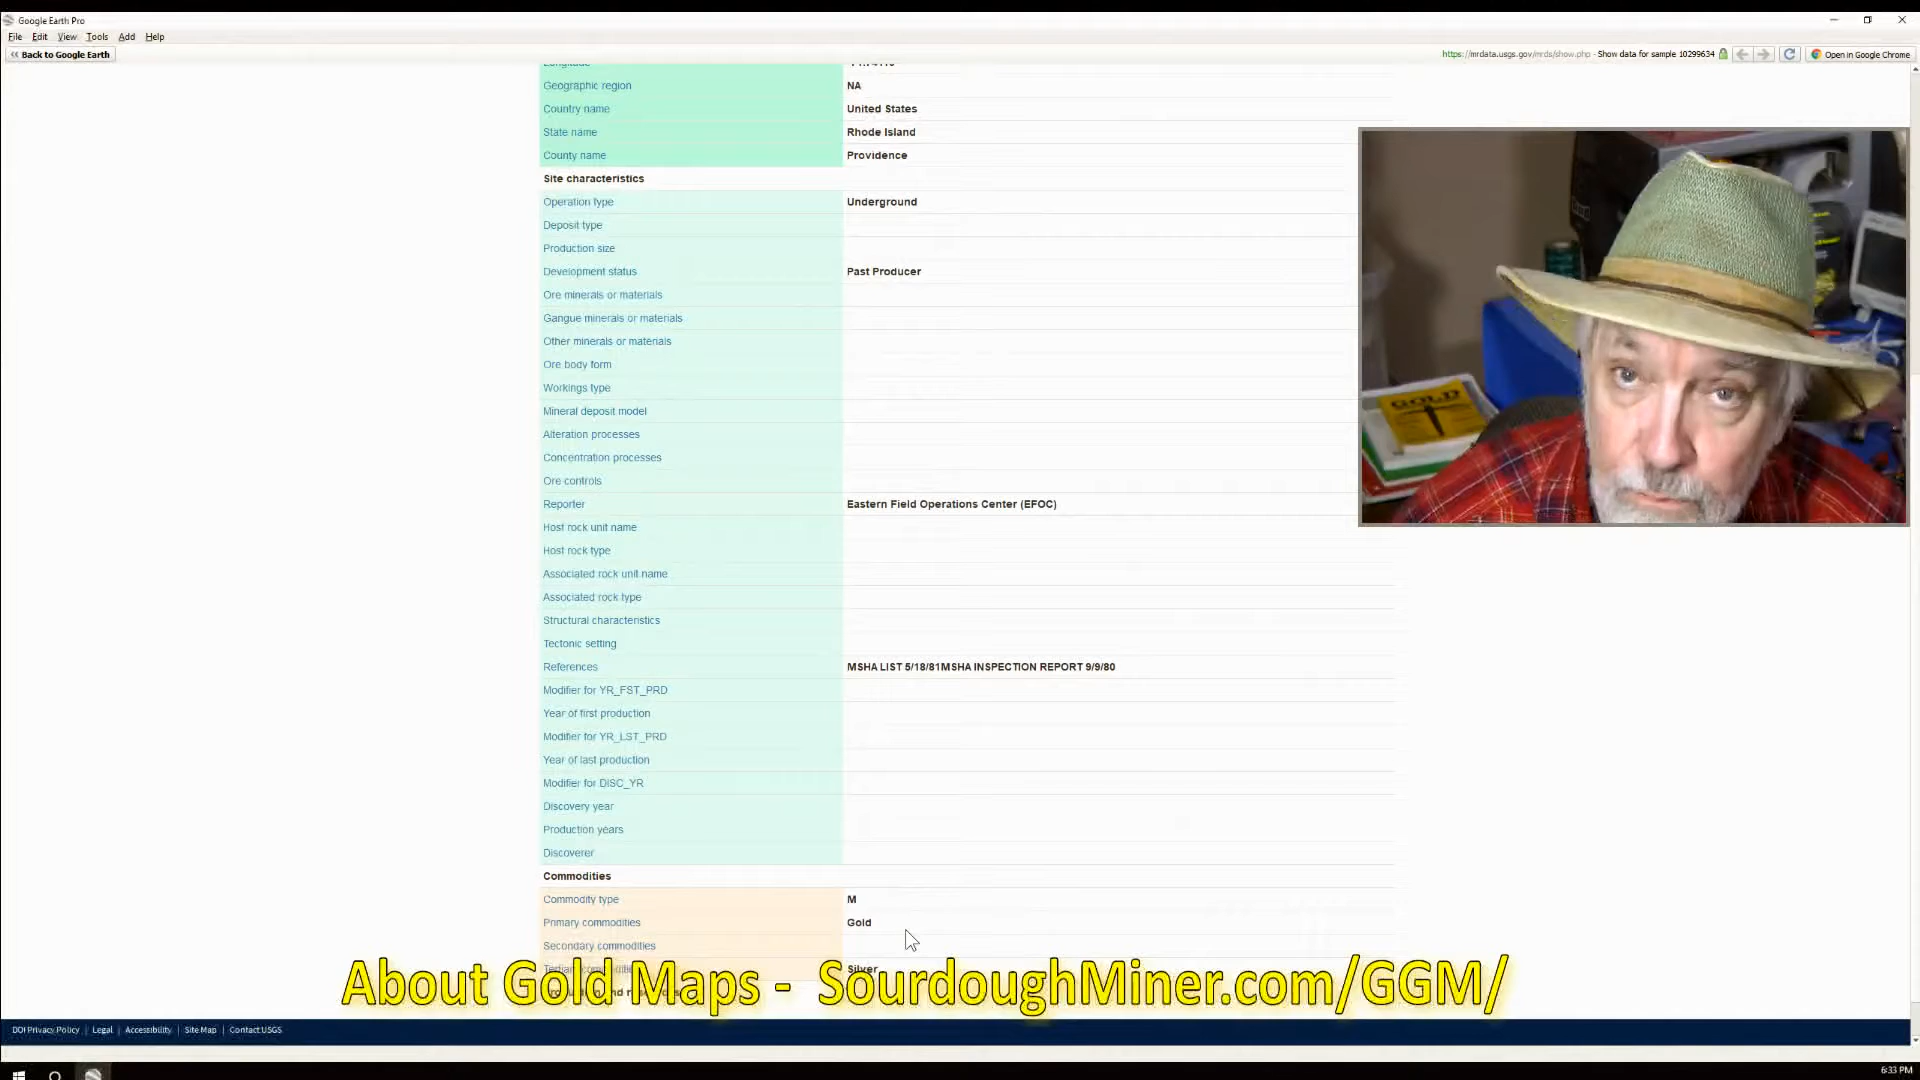 Google Earth Pro
File Edit View Tools Add Help
Back to Google Earth
https://mrdata.usgs.gov/mrds/show.php - Show data for sample 10299634
Open in Google Chrome
Longitude
Geographic region NA
Country name United States
State name Rhode Island
County name Providence
Site characteristics
Operation type Underground
Deposit type
Production size
Development status Past Producer
Ore minerals or materials
Gangue minerals or materials
Other minerals or materials
Ore body form
Workings type
Mineral deposit model
Alteration processes
Concentration processes
Ore controls
Reporter Eastern Field Operations Center (EFOC)
Host rock unit name
Host rock type
Associated rock unit name
Associated rock type
Structural characteristics
Tectonic setting
References MSHA LIST 5/18/81MSHA INSPECTION REPORT 9/9/80
Modifier for YR_FST_PRD
Year of first production
Modifier for YR_LST_PRD
Year of last production
Modifier for DISC_YR
Discovery year
Production years
Discoverer
Commodities
Commodity type M
Primary commodities Gold
Secondary commodities
Silver
About Gold Maps - SourdoughMiner.com/GGM/
DOI Privacy Policy | Legal | Accessibility | Site Map | Contact USGS
6:33 PM
GOLD